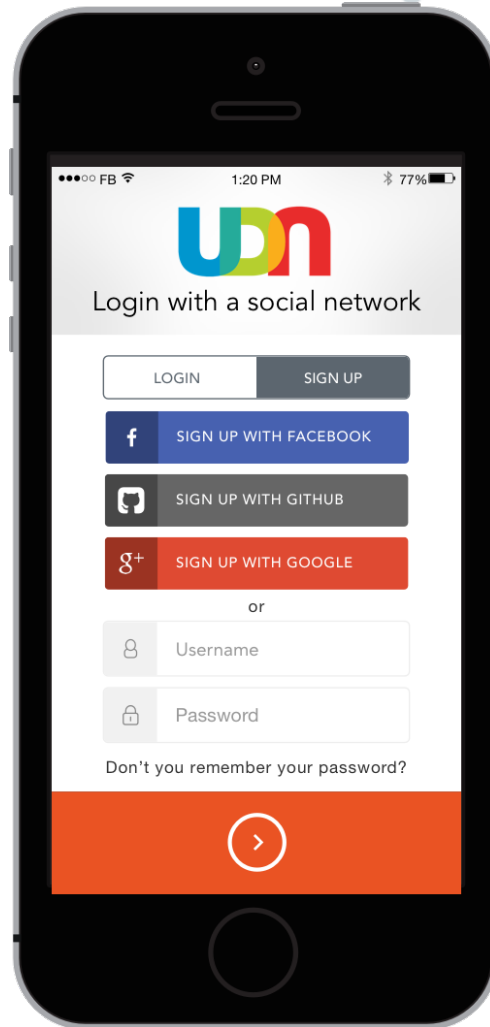 FB 1:20 PM 77%
UDN
Login with a social network
LOGIN SIGN UP
f SIGN UP WITH FACEBOOK
SIGN UP WITH GITHUB
g+ SIGN UP WITH GOOGLE
or
Username
Password
Don’t you remember your password?